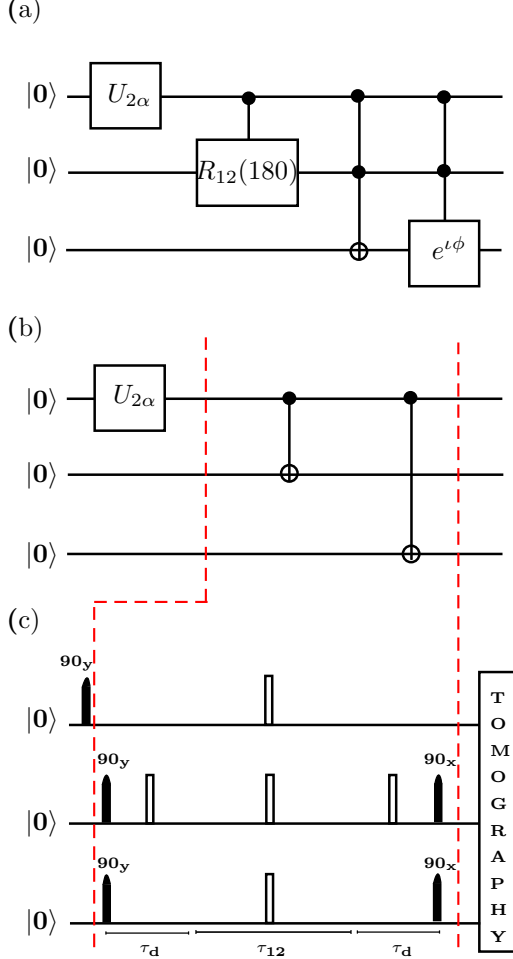 (a)
|0⟩ U₂α
|0⟩ R₁₂(180)
|0⟩ e^{ιϕ}
(b)
|0⟩ U₂α
|0⟩
|0⟩
(c)
90y
|0⟩
90y 90x
|0⟩
90y 90x
|0⟩
τd τ12 τd
TOMOGRAPHY